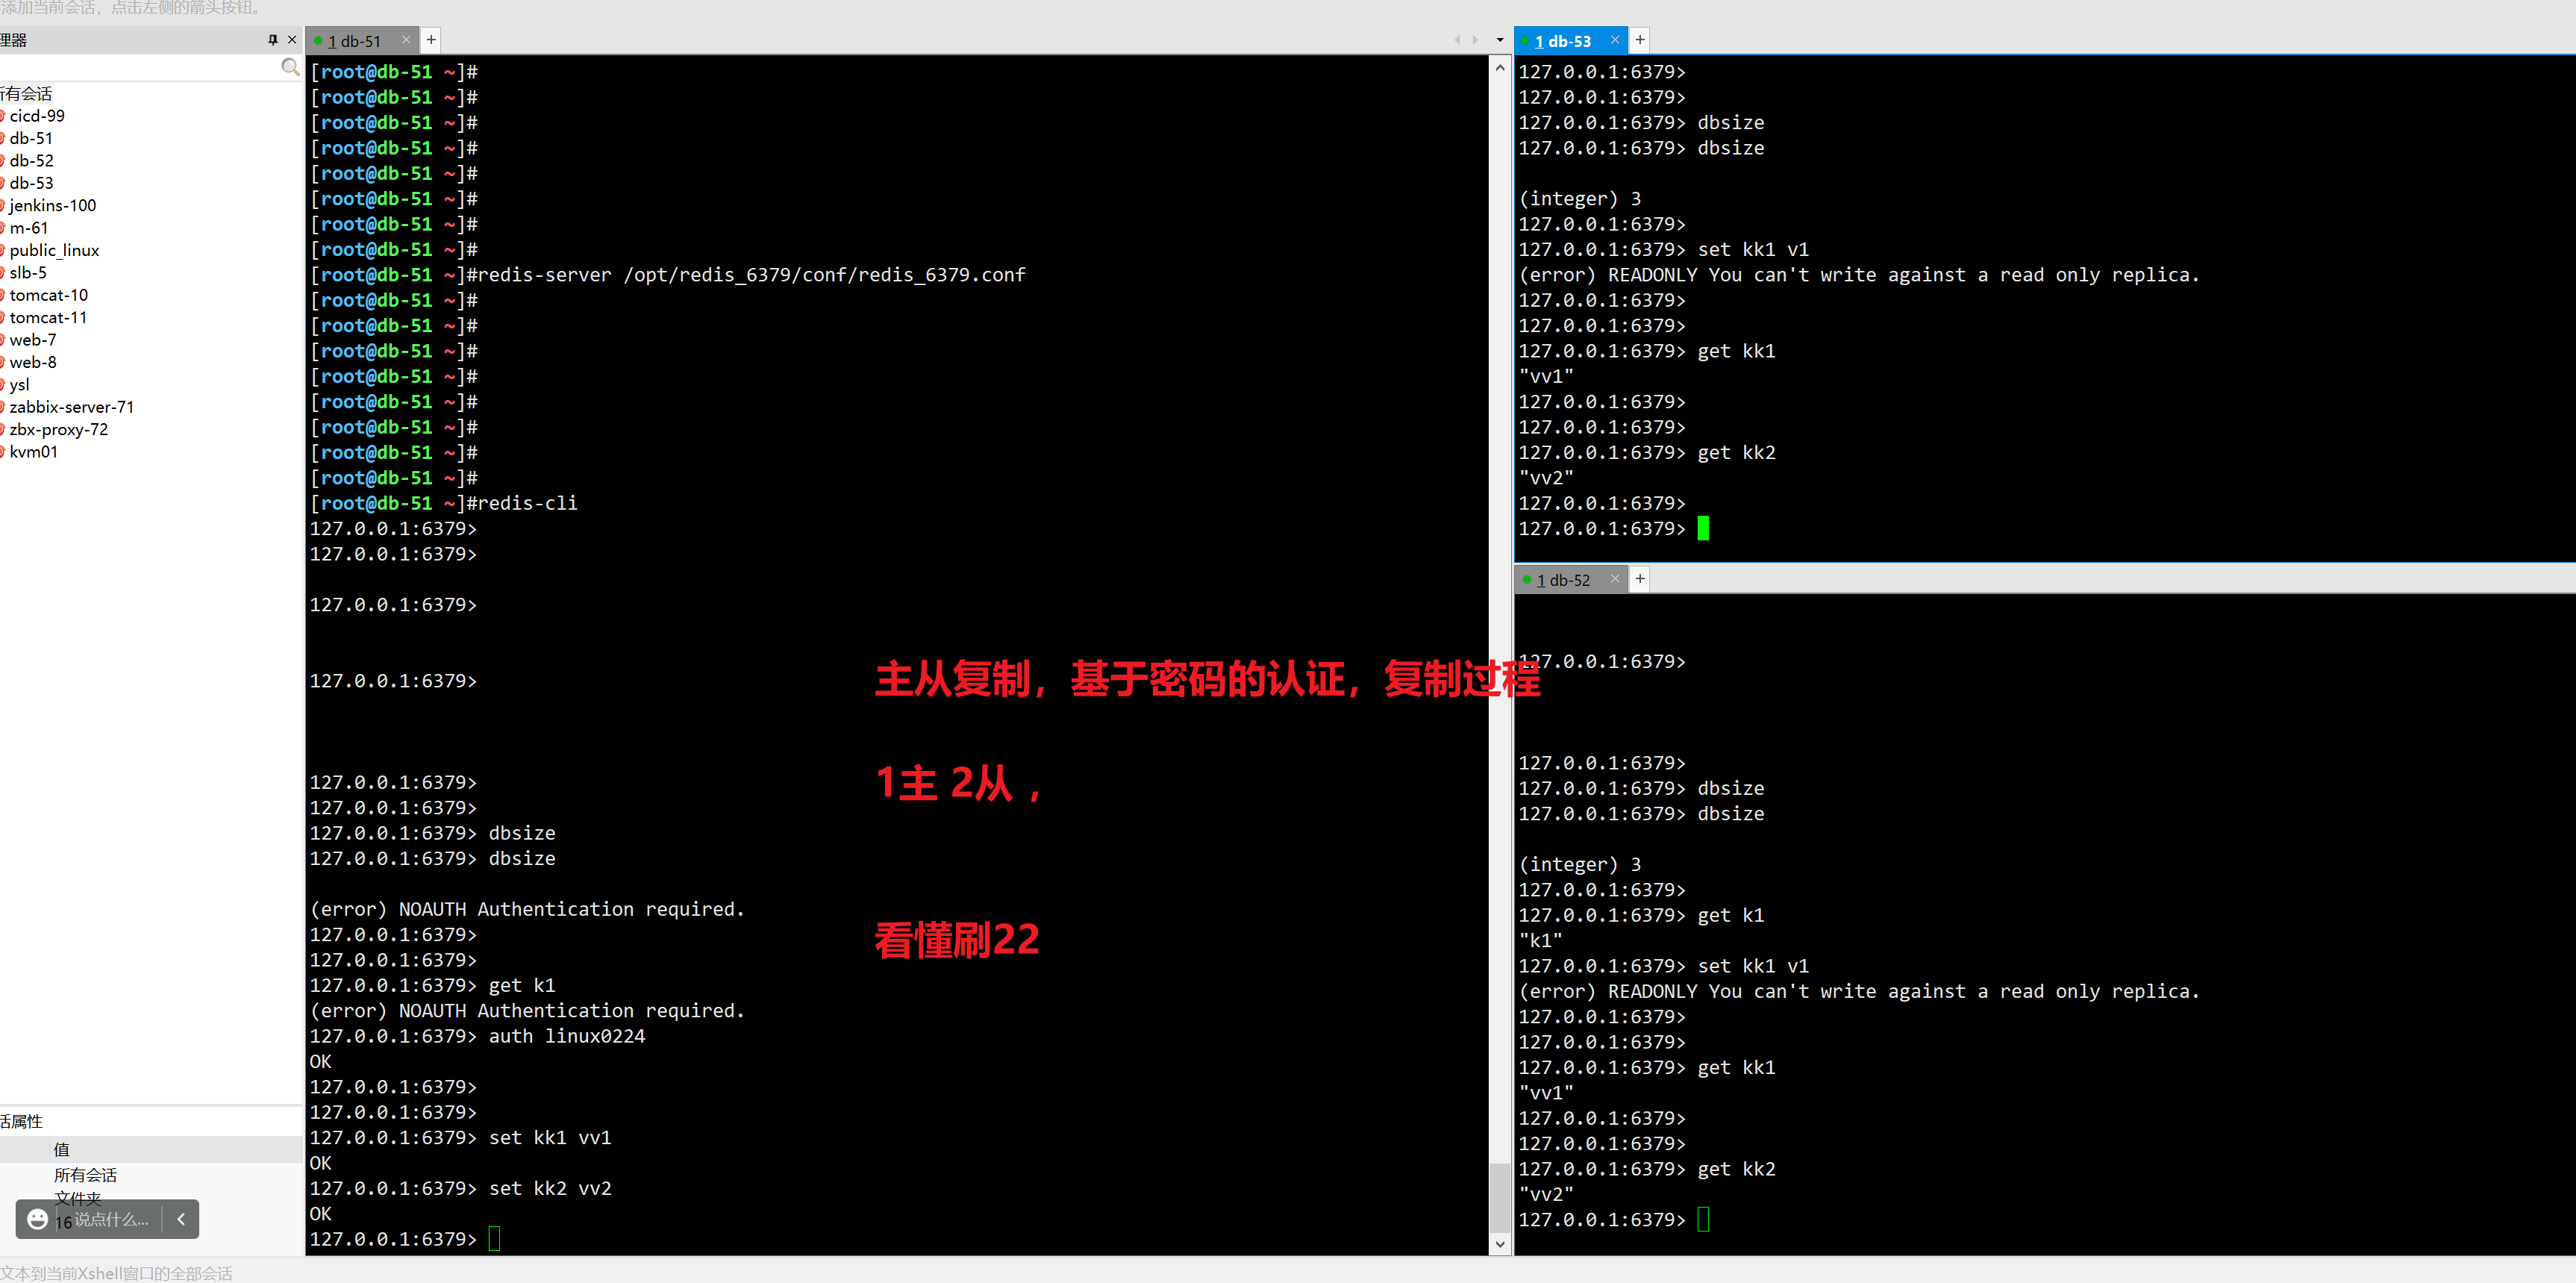 添加当前会话，点击左侧的箭头按钮。
理器
所有会话
cicd-99
db-51
db-52
db-53
jenkins-100
m-61
public_linux
slb-5
tomcat-10
tomcat-11
web-7
web-8
ysl
zabbix-server-71
zbx-proxy-72
kvm01
话属性
值
所有会话
文件夹
16
说点什么...
1 db-51
[root@db-51 ~]#
[root@db-51 ~]#
[root@db-51 ~]#
[root@db-51 ~]#
[root@db-51 ~]#
[root@db-51 ~]#
[root@db-51 ~]#
[root@db-51 ~]#
[root@db-51 ~]#redis-server /opt/redis_6379/conf/redis_6379.conf
[root@db-51 ~]#
[root@db-51 ~]#
[root@db-51 ~]#
[root@db-51 ~]#
[root@db-51 ~]#
[root@db-51 ~]#
[root@db-51 ~]#
[root@db-51 ~]#
[root@db-51 ~]#redis-cli
127.0.0.1:6379>
127.0.0.1:6379>
127.0.0.1:6379>
127.0.0.1:6379>
127.0.0.1:6379>
127.0.0.1:6379>
127.0.0.1:6379> dbsize
127.0.0.1:6379> dbsize
(error) NOAUTH Authentication required.
127.0.0.1:6379>
127.0.0.1:6379>
127.0.0.1:6379> get k1
(error) NOAUTH Authentication required.
127.0.0.1:6379> auth linux0224
OK
127.0.0.1:6379>
127.0.0.1:6379>
127.0.0.1:6379> set kk1 vv1
OK
127.0.0.1:6379> set kk2 vv2
OK
127.0.0.1:6379>
主从复制，基于密码的认证，复制过程
1主 2从 ，
看懂刷22
1 db-53
127.0.0.1:6379>
127.0.0.1:6379>
127.0.0.1:6379> dbsize
127.0.0.1:6379> dbsize
(integer) 3
127.0.0.1:6379>
127.0.0.1:6379> set kk1 v1
(error) READONLY You can't write against a read only replica.
127.0.0.1:6379>
127.0.0.1:6379>
127.0.0.1:6379> get kk1
"vv1"
127.0.0.1:6379>
127.0.0.1:6379>
127.0.0.1:6379> get kk2
"vv2"
127.0.0.1:6379>
127.0.0.1:6379>
1 db-52
127.0.0.1:6379>
127.0.0.1:6379>
127.0.0.1:6379> dbsize
127.0.0.1:6379> dbsize
(integer) 3
127.0.0.1:6379>
127.0.0.1:6379> get k1
"k1"
127.0.0.1:6379> set kk1 v1
(error) READONLY You can't write against a read only replica.
127.0.0.1:6379>
127.0.0.1:6379>
127.0.0.1:6379> get kk1
"vv1"
127.0.0.1:6379>
127.0.0.1:6379>
127.0.0.1:6379> get kk2
"vv2"
127.0.0.1:6379>
文本到当前Xshell窗口的全部会话